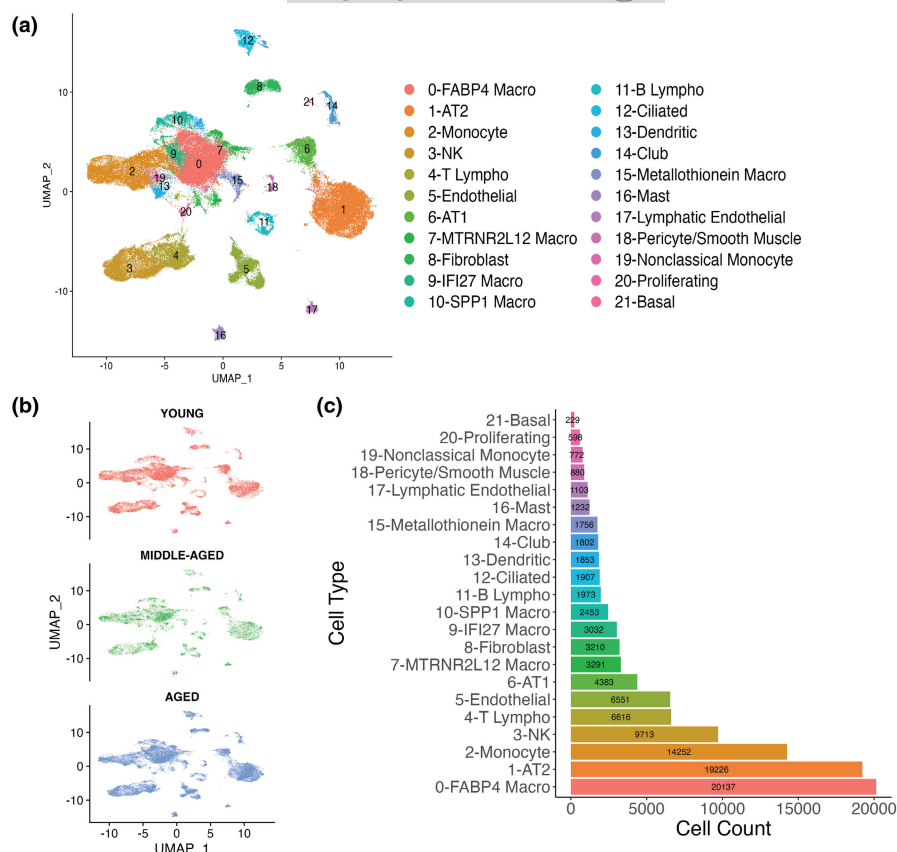 (a)
UMAP_2
10
0
-10
-10
-5
0
5
10
UMAP_1
12
8
21
14
10
7
6
9
0
2
19
13
15
18
1
20
11
4
3
5
17
16
0-FABP4 Macro
1-AT2
2-Monocyte
3-NK
4-T Lympho
5-Endothelial
6-AT1
7-MTRNR2L12 Macro
8-Fibroblast
9-IFI27 Macro
10-SPP1 Macro
11-B Lympho
12-Ciliated
13-Dendritic
14-Club
15-Metallothionein Macro
16-Mast
17-Lymphatic Endothelial
18-Pericyte/Smooth Muscle
19-Nonclassical Monocyte
20-Proliferating
21-Basal
(b)
YOUNG
10
0
-10
MIDDLE-AGED
10
0
-10
UMAP_2
AGED
10
0
-10
-10
-5
0
5
10
UMAP_1
(c)
Cell Type
21-Basal 229
20-Proliferating 598
19-Nonclassical Monocyte 772
18-Pericyte/Smooth Muscle 880
17-Lymphatic Endothelial 1103
16-Mast 1232
15-Metallothionein Macro 1756
14-Club 1802
13-Dendritic 1853
12-Ciliated 1907
11-B Lympho 1973
10-SPP1 Macro 2453
9-IFI27 Macro 3032
8-Fibroblast 3210
7-MTRNR2L12 Macro 3291
6-AT1 4383
5-Endothelial 6551
4-T Lympho 6616
3-NK 9713
2-Monocyte 14252
1-AT2 19226
0-FABP4 Macro 20137
0 5000 10000 15000 20000
Cell Count